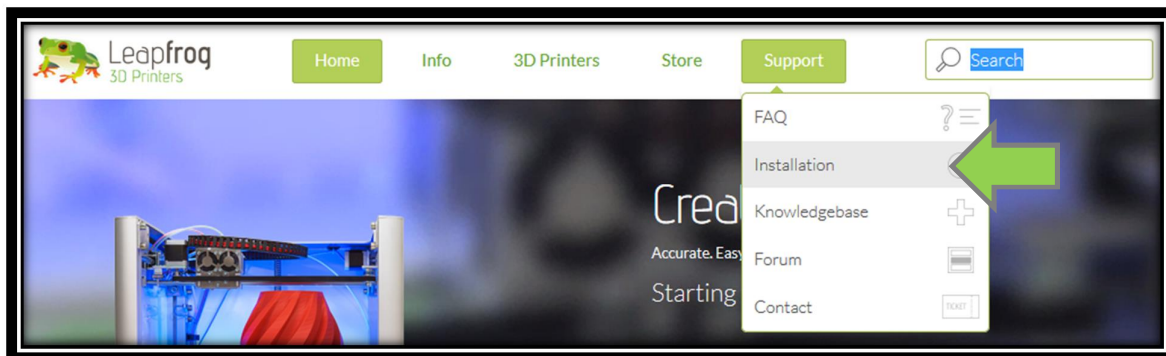 Leapfrog
3D Printers
Home Info 3D Printers Store Support Search
FAQ
Installation
Knowledgebase
Forum
Contact
TICKET
Accurate. Easy
Starting